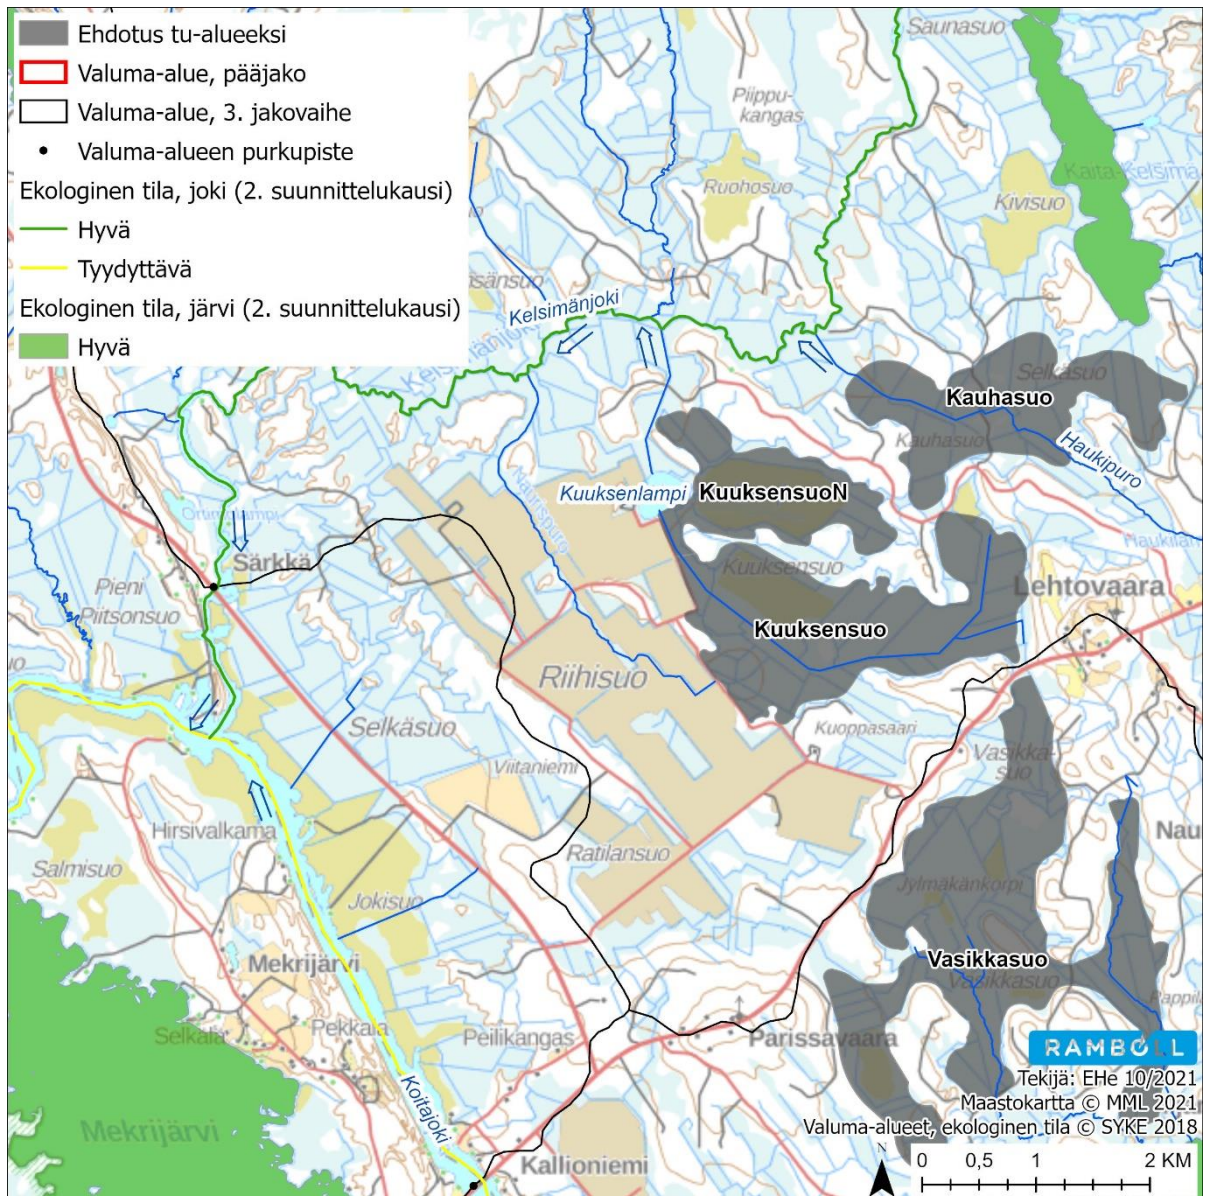 Ehdotus tu-alueeksi
Valuma-alue, pääjako
Valuma-alue, 3. jakovaihe
Valuma-alueen purkupiste
Ekologinen tila, joki (2. suunnittelukausi)
Hyvä
Tyydyttävä
Ekologinen tila, järvi (2. suunnittelukausi)
Hyvä
Saunasuo
Piippu-
kangas
Kaita-Kelsimä
Ruohosuo
Kivisuo
Kelsimänjoki
Selkäsuo
Kauhasuo
Kauhasuo
Haukipuro
Kuuksenlampi
KuuksensuoN
Särkkä
Kuuksensuo
Pieni
Piitsonsuo
Lehtovaara
Kuuksensuo
Riihisuo
Selkäsuo
Kuoppasaari
Vasikka-
suo
Viitaniemi
Hirsivalkama
Nau
Ratilansuo
Salmisuo
Jylmäkänkorpi
Jokisuo
Mekrijärvi
Vasikkasuo
Vasikkasuo
Selkälä
Pekkala
Peilikangas
Parissavaara
Koitajoki
Mekrijärvi
Kallioniemi
RAMBOLL
Tekijä: EHe 10/2021
Maastokartta © MML 2021
Valuma-alueet, ekologinen tila © SYKE 2018
N
0 0,5 1 2 KM